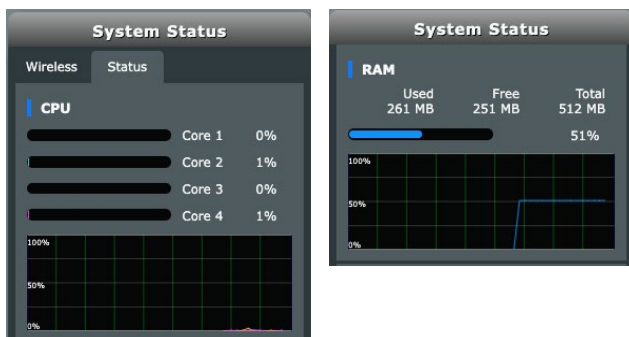 System Status
Wireless Status
CPU
Core 1 0%
Core 2 1%
Core 3 0%
Core 4 1%
100%
50%
0%
System Status
RAM
Used Free Total
261 MB 251 MB 512 MB
51%
100%
50%
0%